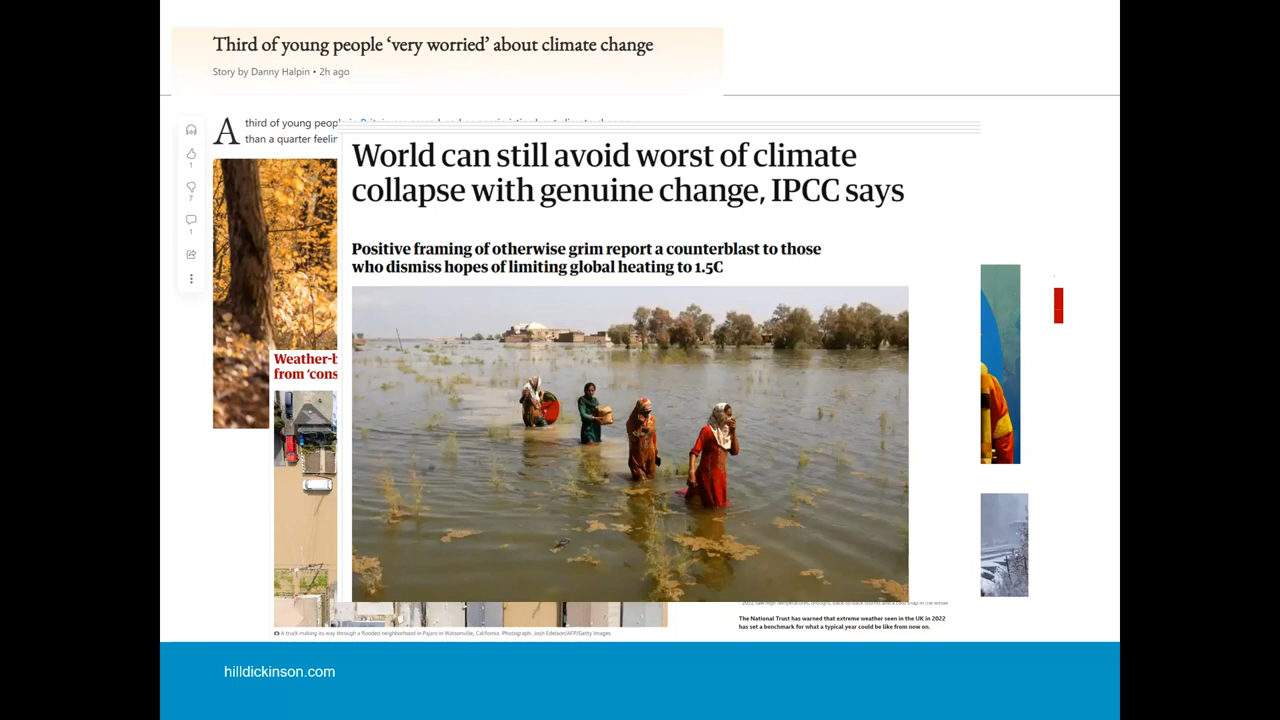 Third of young people ‘very worried’ about climate change
Story by Danny Halpin • 2h ago
A third of young people in
than a quarter feelin
1
7
1
World can still avoid worst of climate
collapse with genuine change, IPCC says
Positive framing of otherwise grim report a counterblast to those
who dismiss hopes of limiting global heating to 1.5C
Weather-b
from ‘cons
The National Trust has warned that extreme weather seen in the UK in 2022
has set a benchmark for what a typical year could be like from now on.
A truck making its way through a flooded neighborhood in Pajaro in Watsonville, California. Photograph: Josh Edelson/AFP/Getty Images
hilldickinson.com